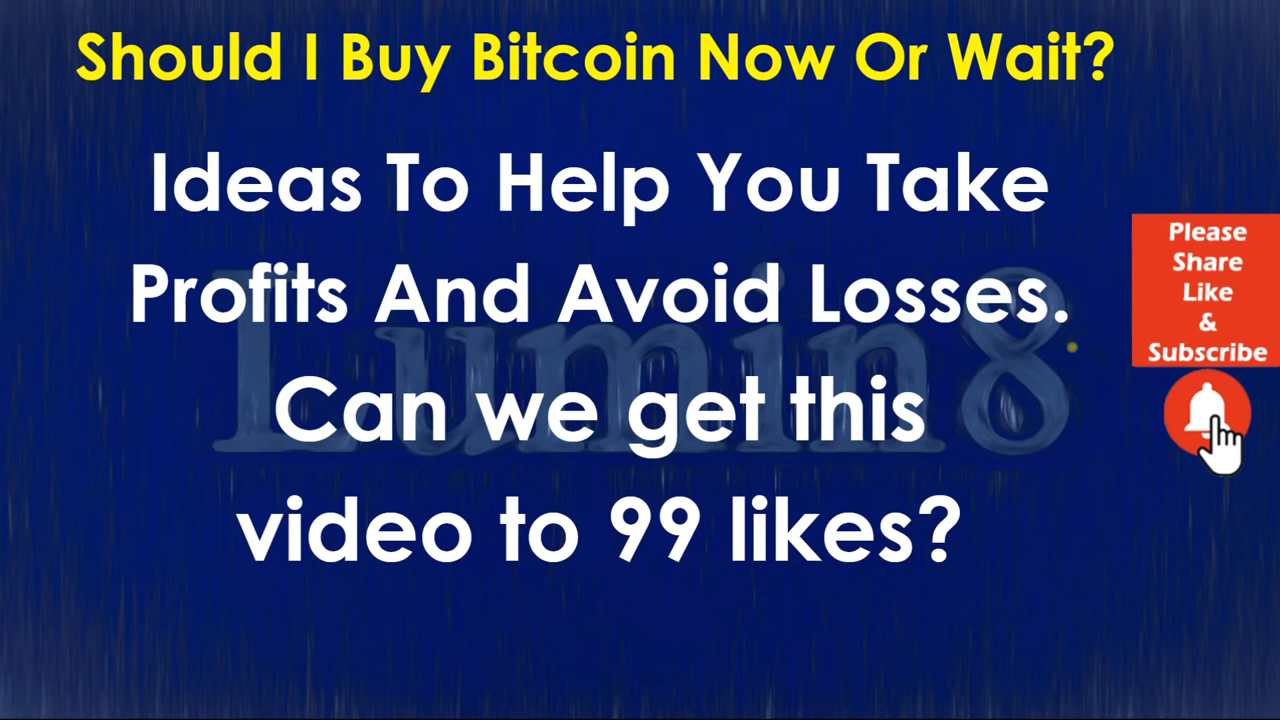 Should I Buy Bitcoin Now Or Wait?
Ideas To Help You Take
Profits And Avoid Losses.
Can we get this
video to 99 likes?
Lumin8
Please
Share
Like
&
Subscribe